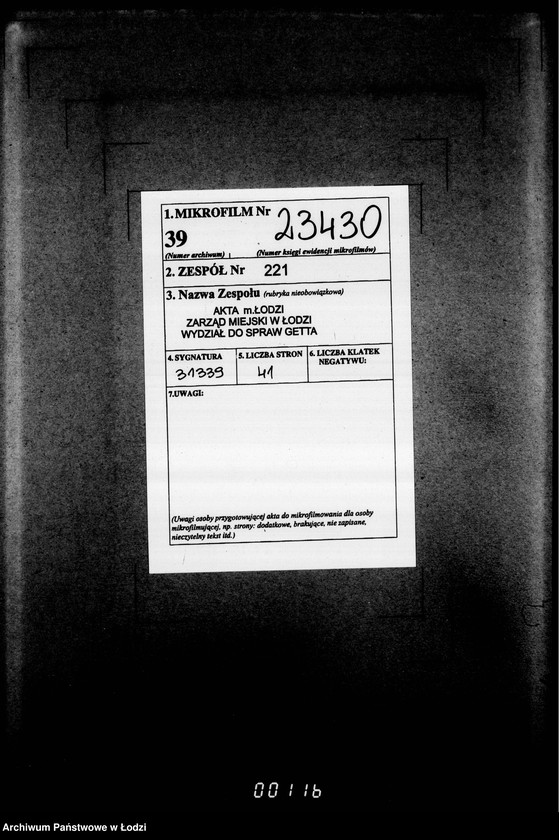 1. MIKROFILM Nr 23430
39
(Numer archiwum) (Numer księgi ewidencji mikrofilmów)
2. ZESPÓŁ Nr 221
3. Nazwa Zespołu (rubryka nieobowiązkowa)
AKTA m.ŁODZI
ZARZĄD MIEJSKI W ŁODZI
WYDZIAŁ DO SPRAW GETTA
4. SYGNATURA 5. LICZBA STRON 6. LICZBA KLATEK
NEGATYWU:
31339 41
7.UWAGI:
(Uwagi osoby przygotowującej akta do mikrofilmowania dla osoby
mikrofilmującej, np. strony: dodatkowe, brakujące, nie zapisane,
nieczytelny tekst itd.)
00116
Archiwum Państwowe w Łodzi